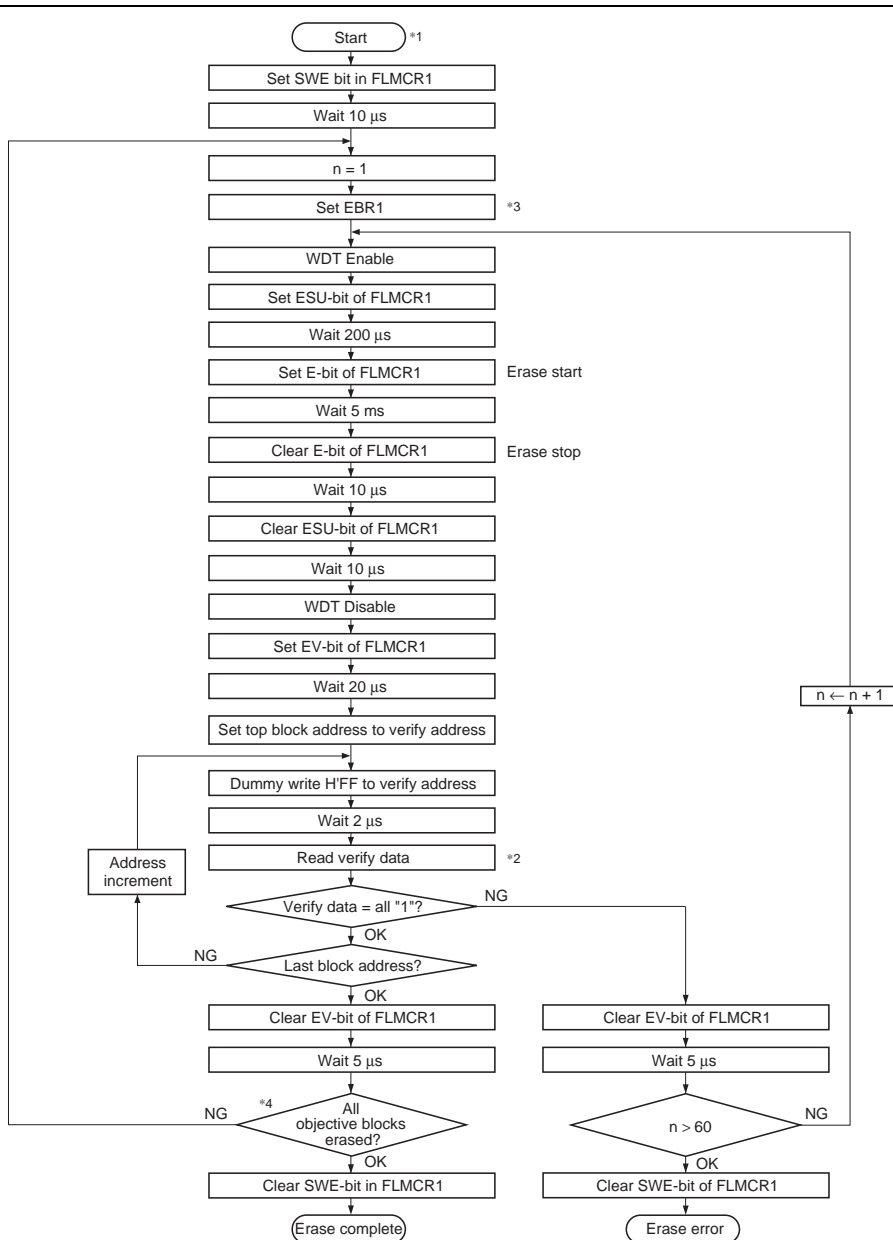 Start *1
Set SWE bit in FLMCR1
Wait 10 μs
n = 1
Set EBR1 *3
WDT Enable
Set ESU-bit of FLMCR1
Wait 200 μs
Set E-bit of FLMCR1 Erase start
Wait 5 ms
Clear E-bit of FLMCR1 Erase stop
Wait 10 μs
Clear ESU-bit of FLMCR1
Wait 10 μs
WDT Disable
Set EV-bit of FLMCR1
Wait 20 μs
n ← n + 1
Set top block address to verify address
Dummy write H'FF to verify address
Wait 2 μs
Read verify data *2
Address
increment
Verify data = all "1"?
NG
OK
Last block address?
NG
OK
Clear EV-bit of FLMCR1
Wait 5 μs
*4
All
objective blocks
erased?
NG
OK
Clear SWE-bit in FLMCR1
Erase complete
Clear EV-bit of FLMCR1
Wait 5 μs
n > 60
NG
OK
Clear SWE-bit of FLMCR1
Erase error